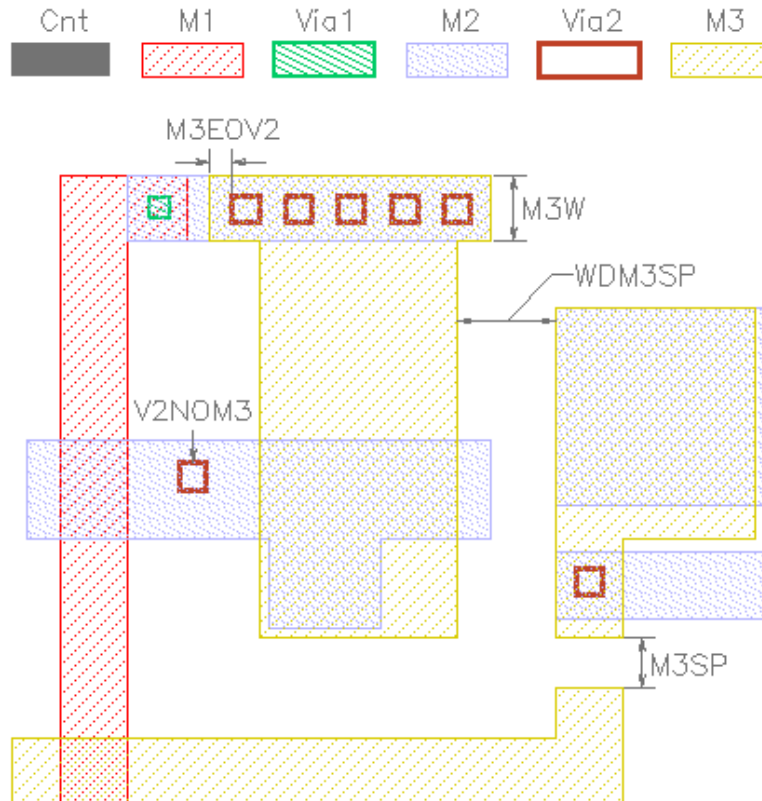 Cnt M1 Via1 M2 Via2 M3
M3EOV2
M3W
WDM3SP
V2NOM3
M3SP